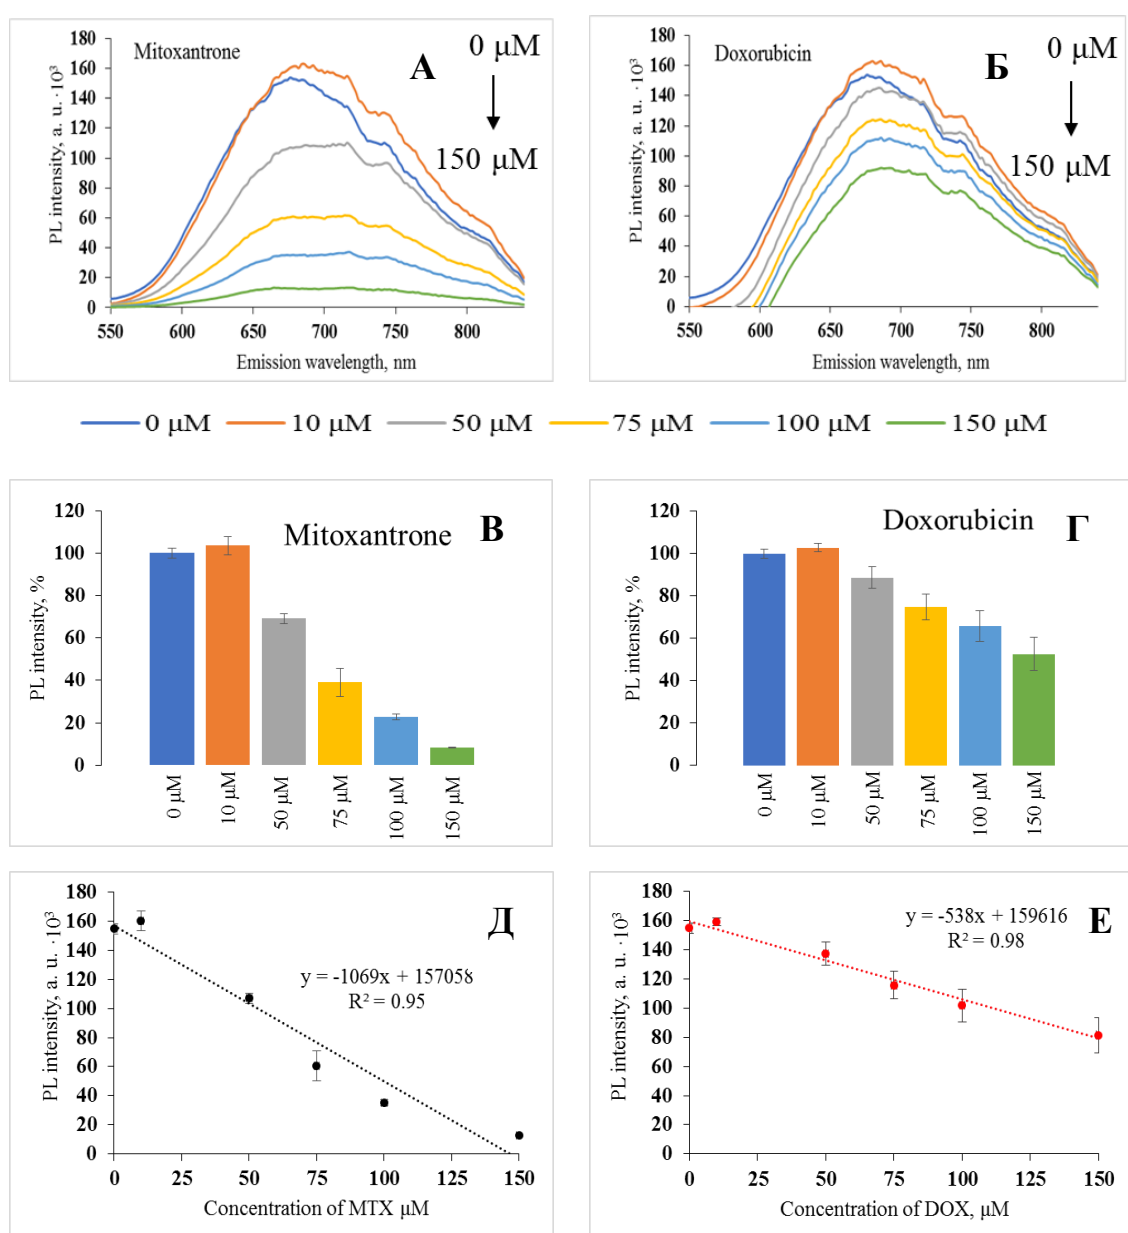 Mitoxantrone
А
0 μM
150 μM
PL intensity, a. u. ·10³
180
160
140
120
100
80
60
40
20
0
550 600 650 700 750 800
Emission wavelength, nm
Doxorubicin
Б
0 μM
150 μM
PL intensity, a. u. ·10³
180
160
140
120
100
80
60
40
20
0
550 600 650 700 750 800
Emission wavelength, nm
0 μM 10 μM 50 μM 75 μM 100 μM 150 μM
Mitoxantrone
В
PL intensity, %
120
100
80
60
40
20
0
0 μM 10 μM 50 μM 75 μM 100 μM 150 μM
Doxorubicin
Г
PL intensity, %
120
100
80
60
40
20
0
0 μM 10 μM 50 μM 75 μM 100 μM 150 μM
Д
y = -1069x + 157058
R² = 0.95
PL intensity, a. u. ·10³
180
160
140
120
100
80
60
40
20
0
0 25 50 75 100 125 150
Concentration of MTX μM
Е
y = -538x + 159616
R² = 0.98
PL intensity, a. u. ·10³
180
160
140
120
100
80
60
40
20
0
0 25 50 75 100 125 150
Concentration of DOX, μM